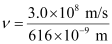 ν = 3.0×10⁸ m/s / 616×10⁻⁹ m